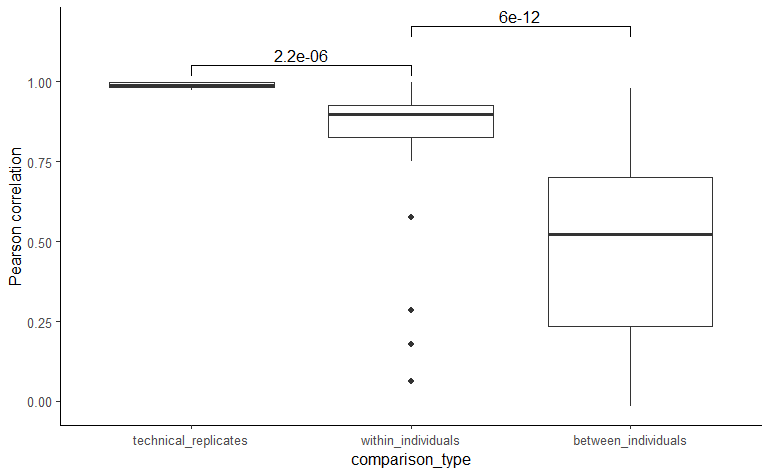 6e-12
2.2e-06
1.00
0.75
0.50
0.25
0.00
Pearson correlation
technical_replicates within_individuals between_individuals
comparison_type